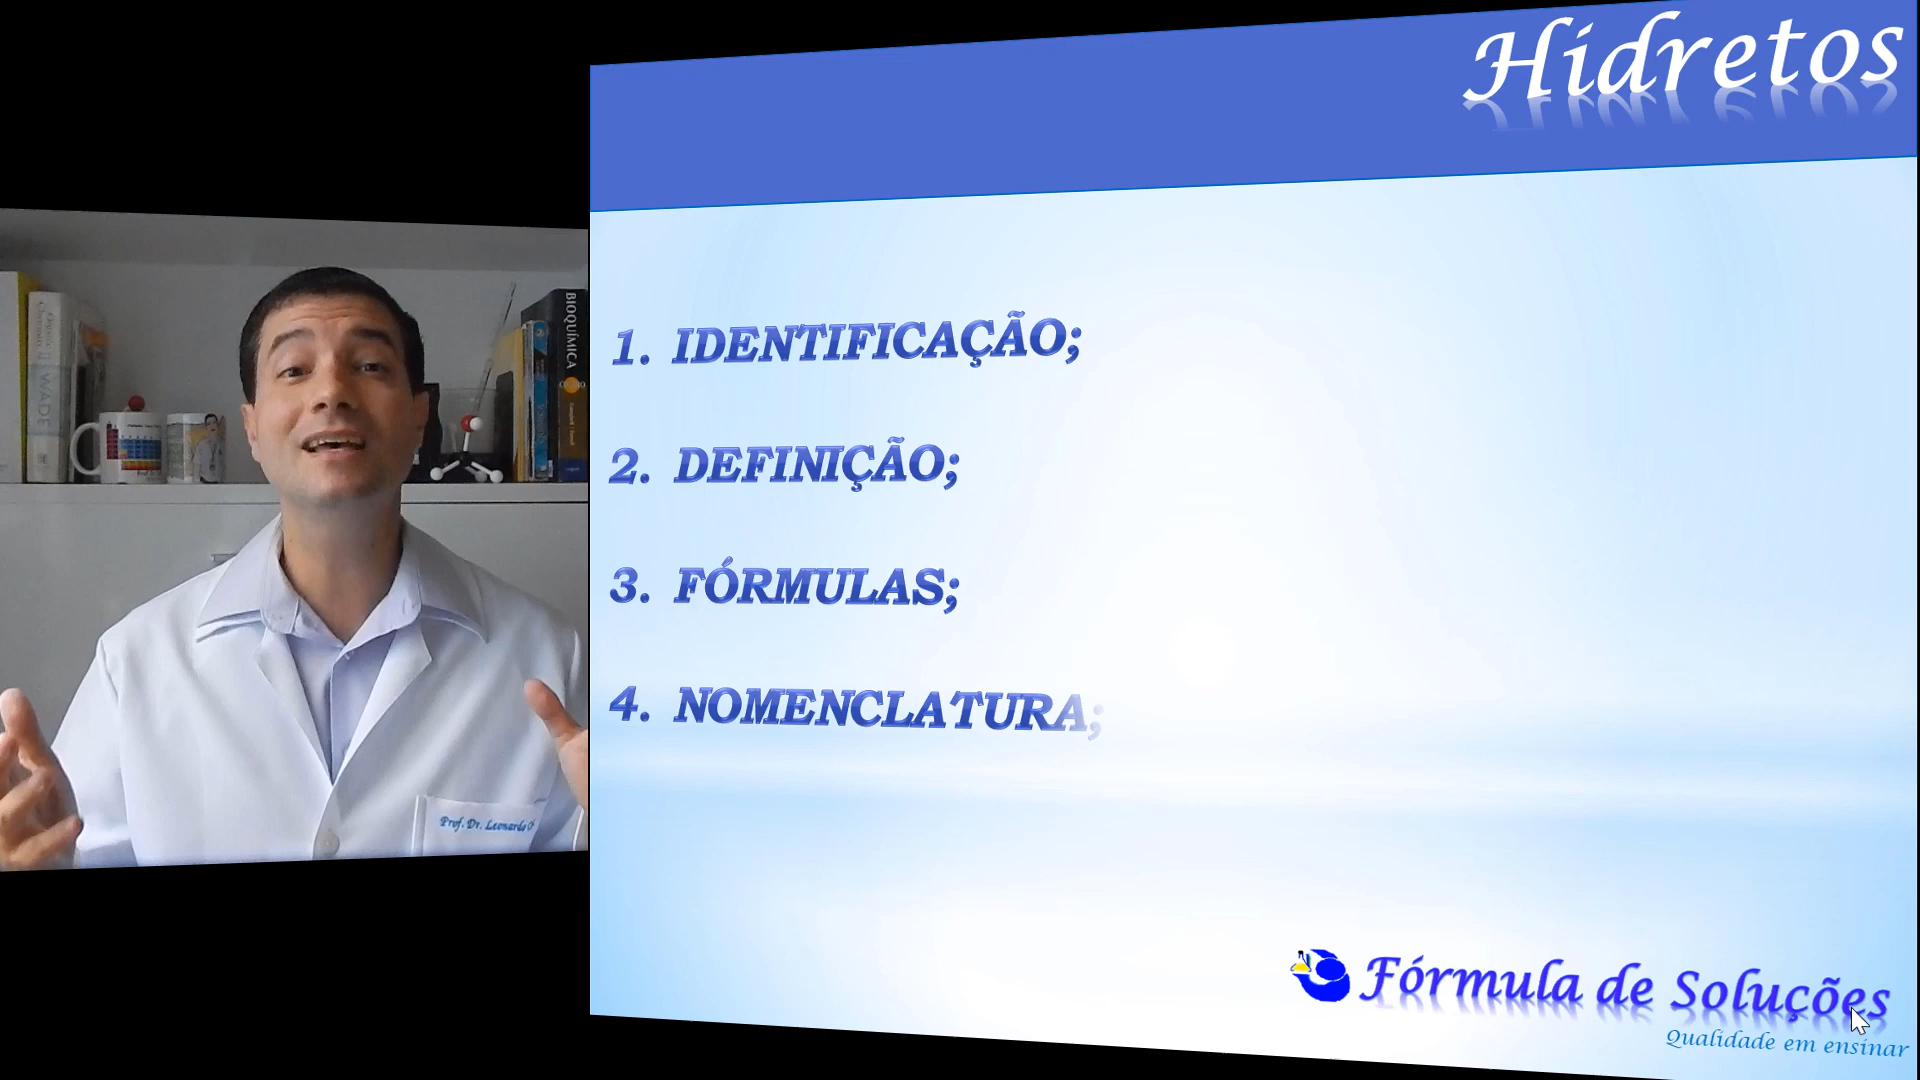 Hidretos
1. IDENTIFICAÇÃO;
2. DEFINIÇÃO;
3. FÓRMULAS;
4. NOMENCLATURA;
Fórmula de Soluções
Qualidade em ensinar
BIOQUÍMICA
WADE
Prof. Dr. Leonardo